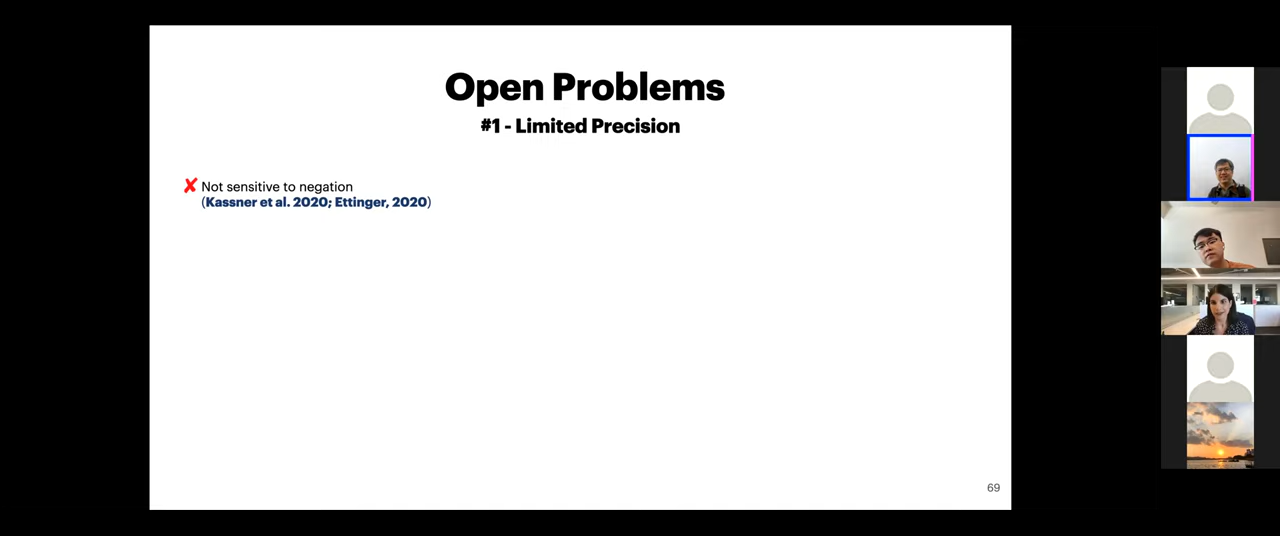 Open Problems
#1 - Limited Precision
✘ Not sensitive to negation
(Kassner et al. 2020; Ettinger, 2020)
69